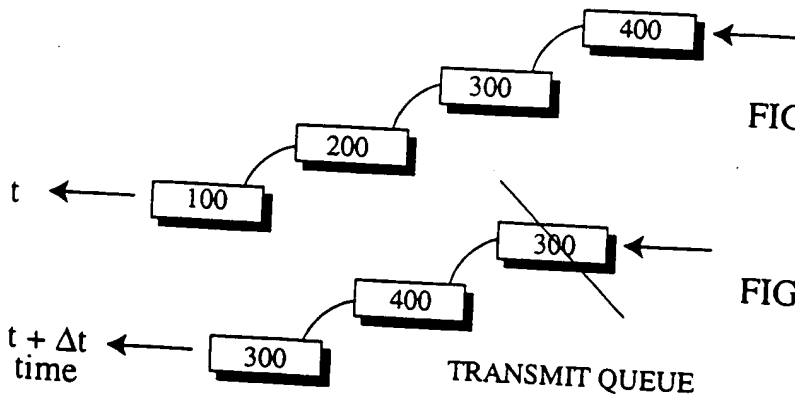 400
300
FIG
200
t
100
300
400
FIG
t + Δt
time
300
TRANSMIT QUEUE